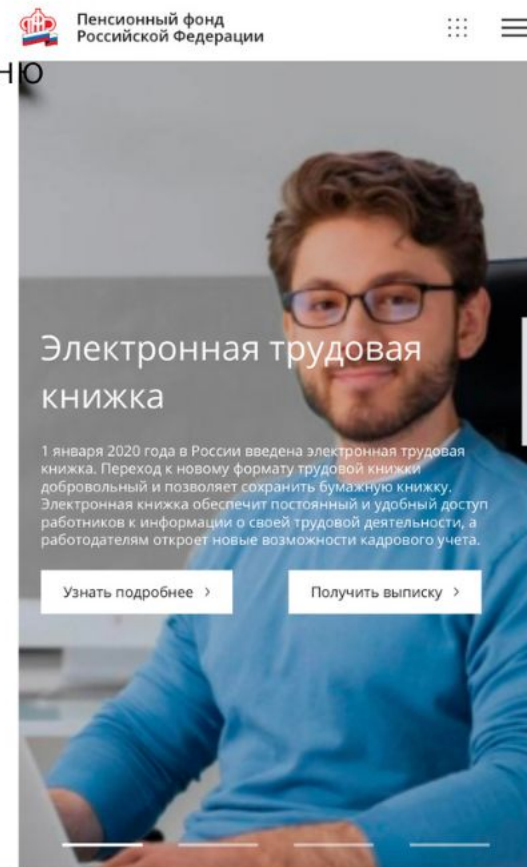 Пенсионный фонд
Российской Федерации
ню
Электронная трудовая
книжка
1 января 2020 года в России введена электронная трудовая
книжка. Переход к новому формату трудовой книжки
добровольный и позволяет сохранить бумажную книжку.
Электронная книжка обеспечит постоянный и удобный доступ
работников к информации о своей трудовой деятельности, а
работодателям откроет новые возможности кадрового учета.
Узнать подробнее
Получить выписку